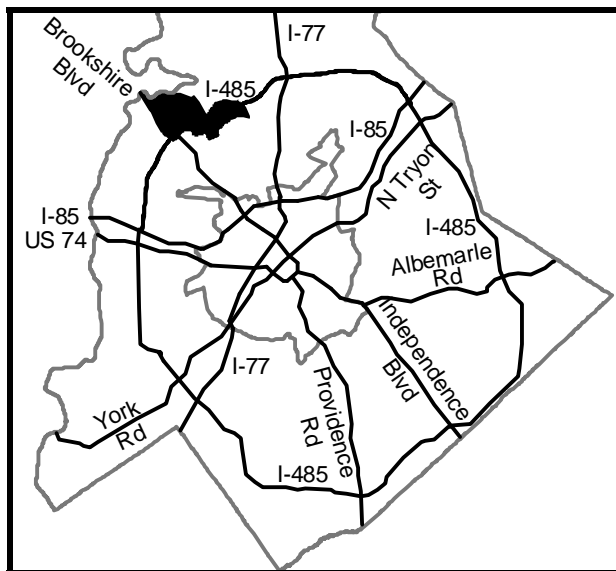 I-77
Brookshire
Blvd
I-485
I-85
N Tryon
St
I-85
US 74
I-485
Albemarle
Rd
Independence
Blvd
I-77
Providence
Rd
York
Rd
I-485